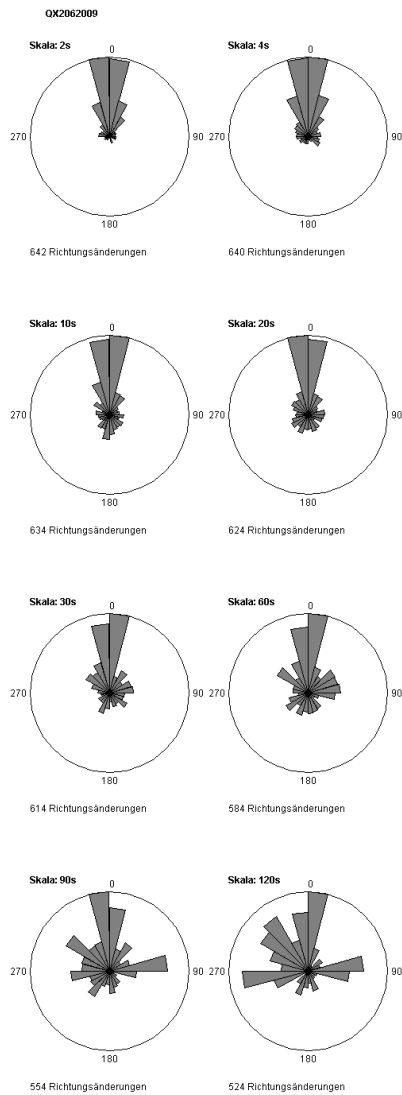 QX2062009
Skala: 2s
0
270
90
180
642 Richtungsänderungen
Skala: 4s
0
270
90
180
640 Richtungsänderungen
Skala: 10s
0
270
90
180
634 Richtungsänderungen
Skala: 20s
0
270
90
180
624 Richtungsänderungen
Skala: 30s
0
270
90
180
614 Richtungsänderungen
Skala: 60s
0
270
90
180
584 Richtungsänderungen
Skala: 90s
0
270
90
180
554 Richtungsänderungen
Skala: 120s
0
270
90
180
524 Richtungsänderungen